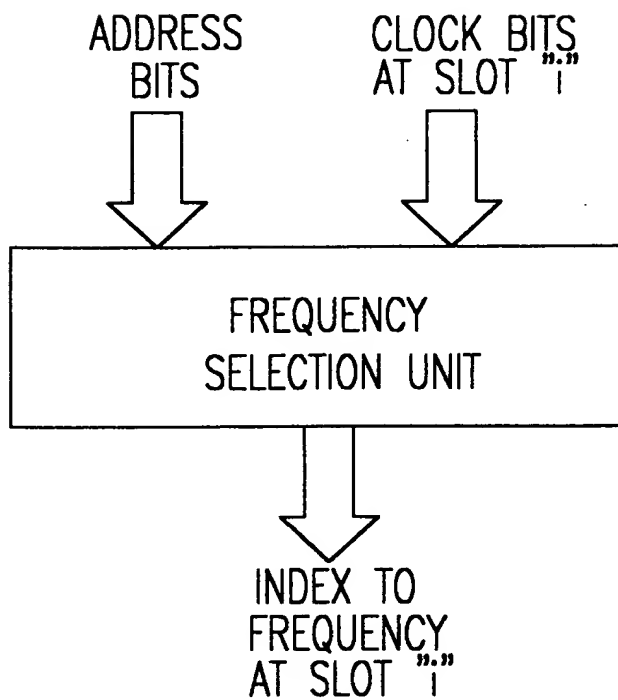 ADDRESS
BITS
CLOCK BITS
AT SLOT "i"
FREQUENCY
SELECTION UNIT
INDEX TO
FREQUENCY
AT SLOT "i"